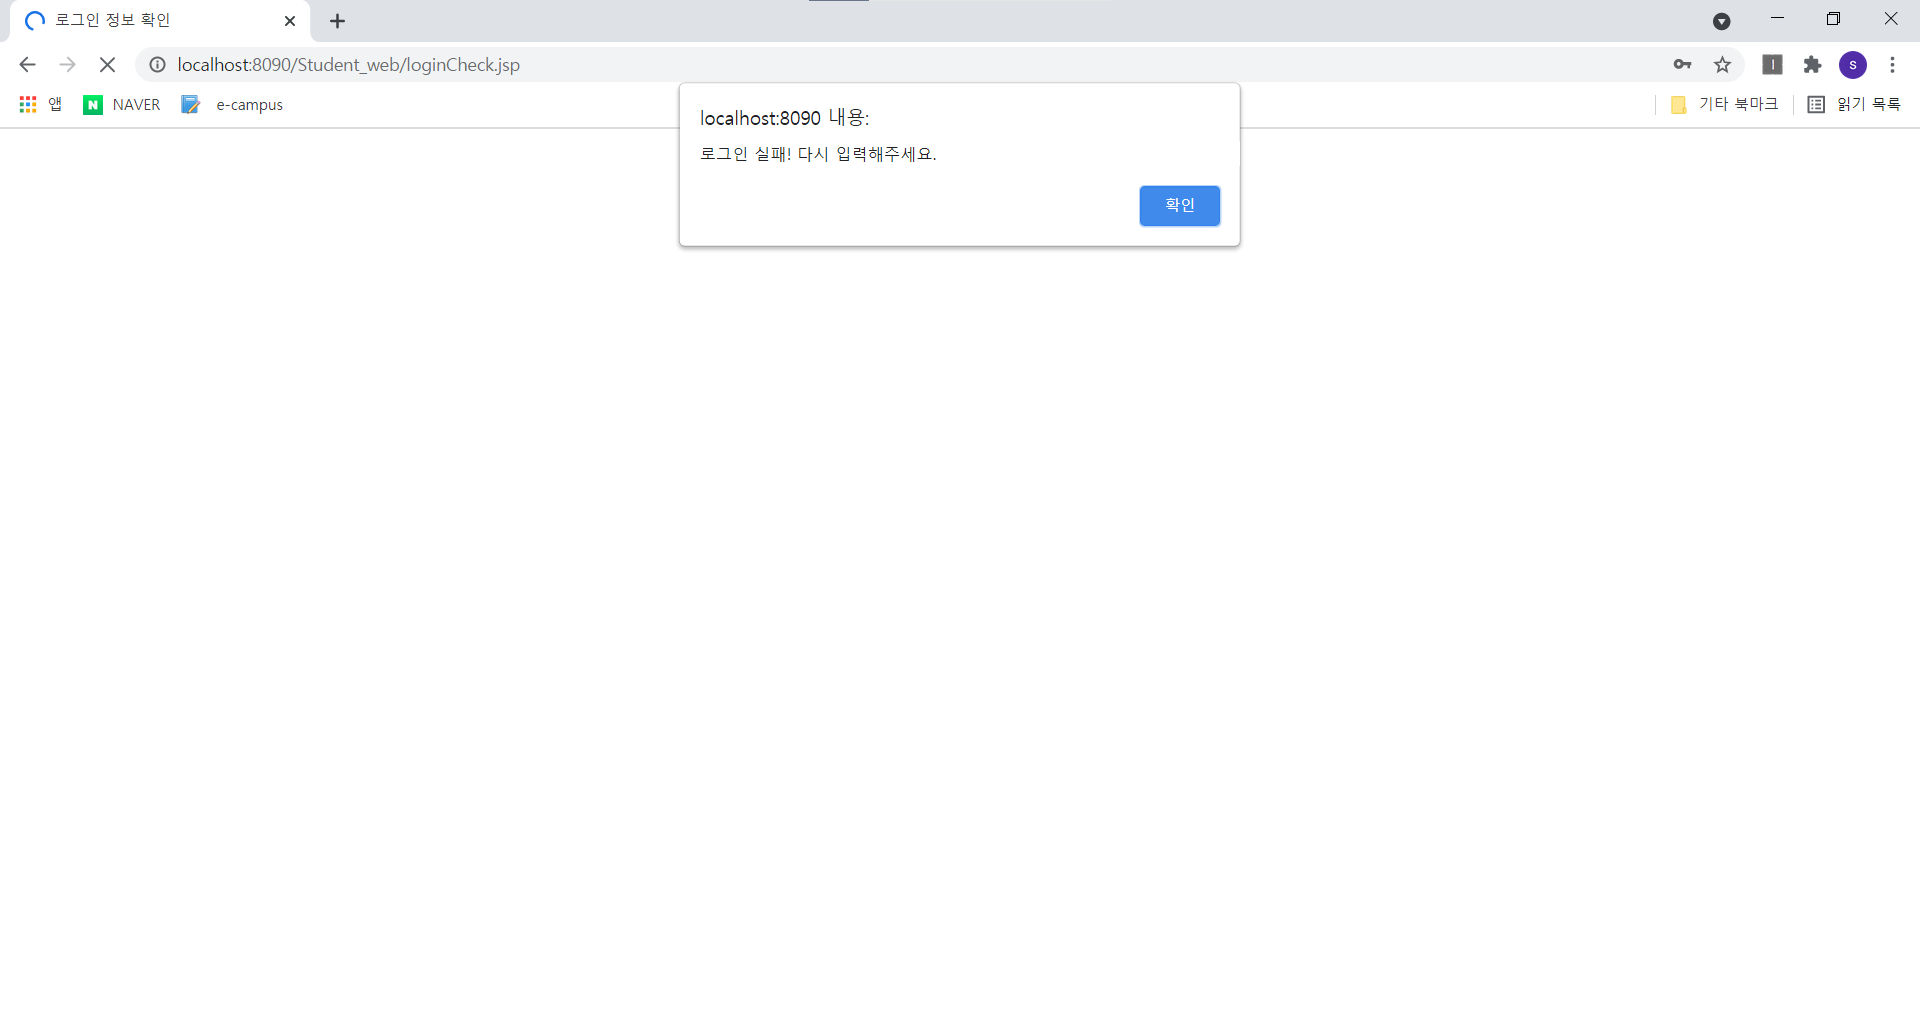 로그인 정보 확인
localhost:8090/Student_web/loginCheck.jsp
s
앱
N NAVER
e-campus
기타 북마크
읽기 목록
localhost:8090 내용:
로그인 실패! 다시 입력해주세요.
확인